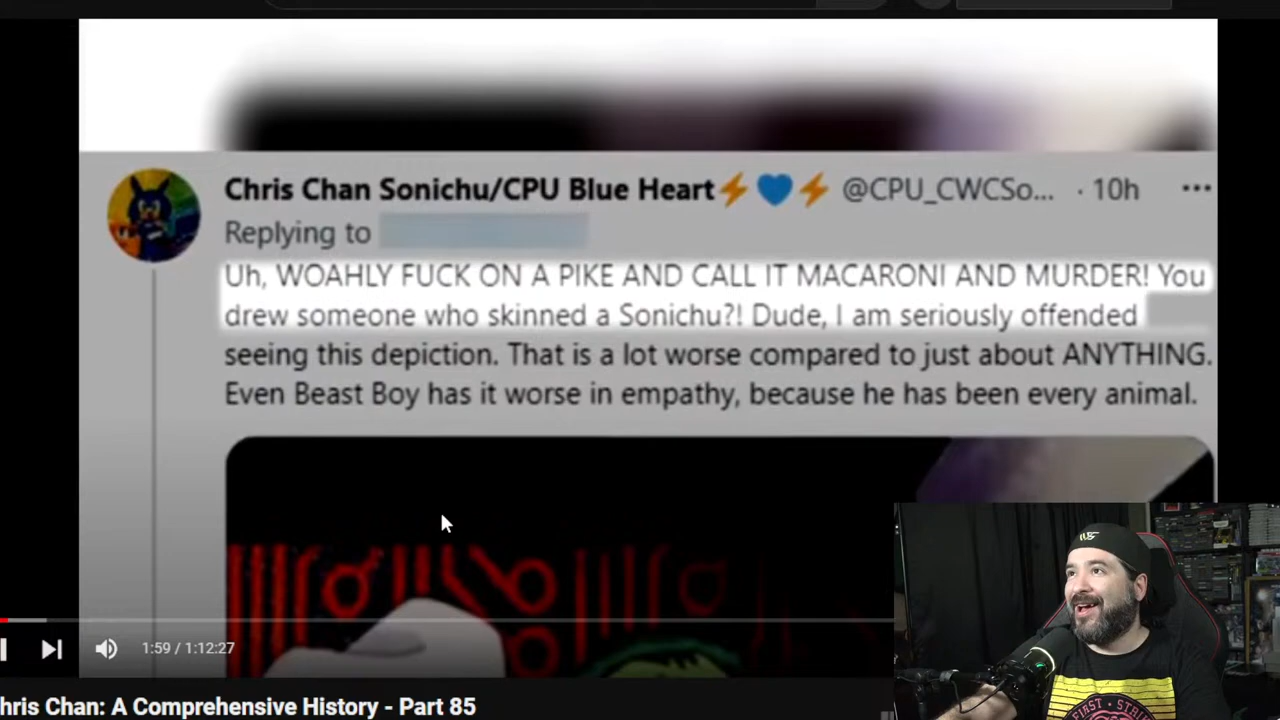 Chris Chan Sonichu/CPU Blue Heart⚡💙⚡ @CPU_CWCSo... · 10h
Replying to
Uh, WOAHLY FUCK ON A PIKE AND CALL IT MACARONI AND MURDER! You
drew someone who skinned a Sonichu?! Dude, I am seriously offended
seeing this depiction. That is a lot worse compared to just about ANYTHING.
Even Beast Boy has it worse in empathy, because he has been every animal.
1:59 / 1:12:27
hris Chan: A Comprehensive History - Part 85
FIRST · STRI